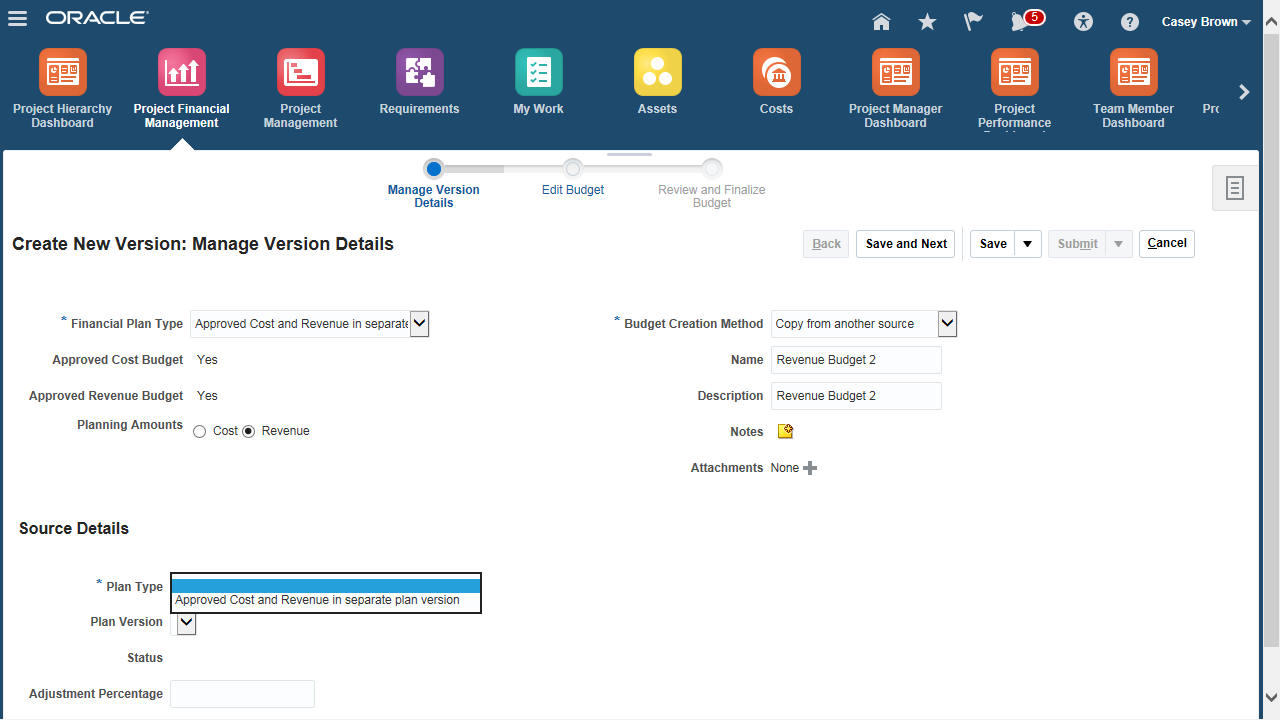 ORACLE
5
Casey Brown
Project Hierarchy
Dashboard
Project Financial
Management
Project
Management
Requirements
My Work
Assets
Costs
Project Manager
Dashboard
Project
Performance
Team Member
Dashboard
Manage Version
Details
Edit Budget
Review and Finalize
Budget
Create New Version: Manage Version Details
Back
Save and Next
Save
Submit
Cancel
* Financial Plan Type
Approved Cost and Revenue in separate
Approved Cost Budget
Yes
Approved Revenue Budget
Yes
Planning Amounts
Cost
Revenue
* Budget Creation Method
Copy from another source
Name
Revenue Budget 2
Description
Revenue Budget 2
Notes
Attachments
None
Source Details
* Plan Type
Approved Cost and Revenue in separate plan version
Plan Version
Status
Adjustment Percentage